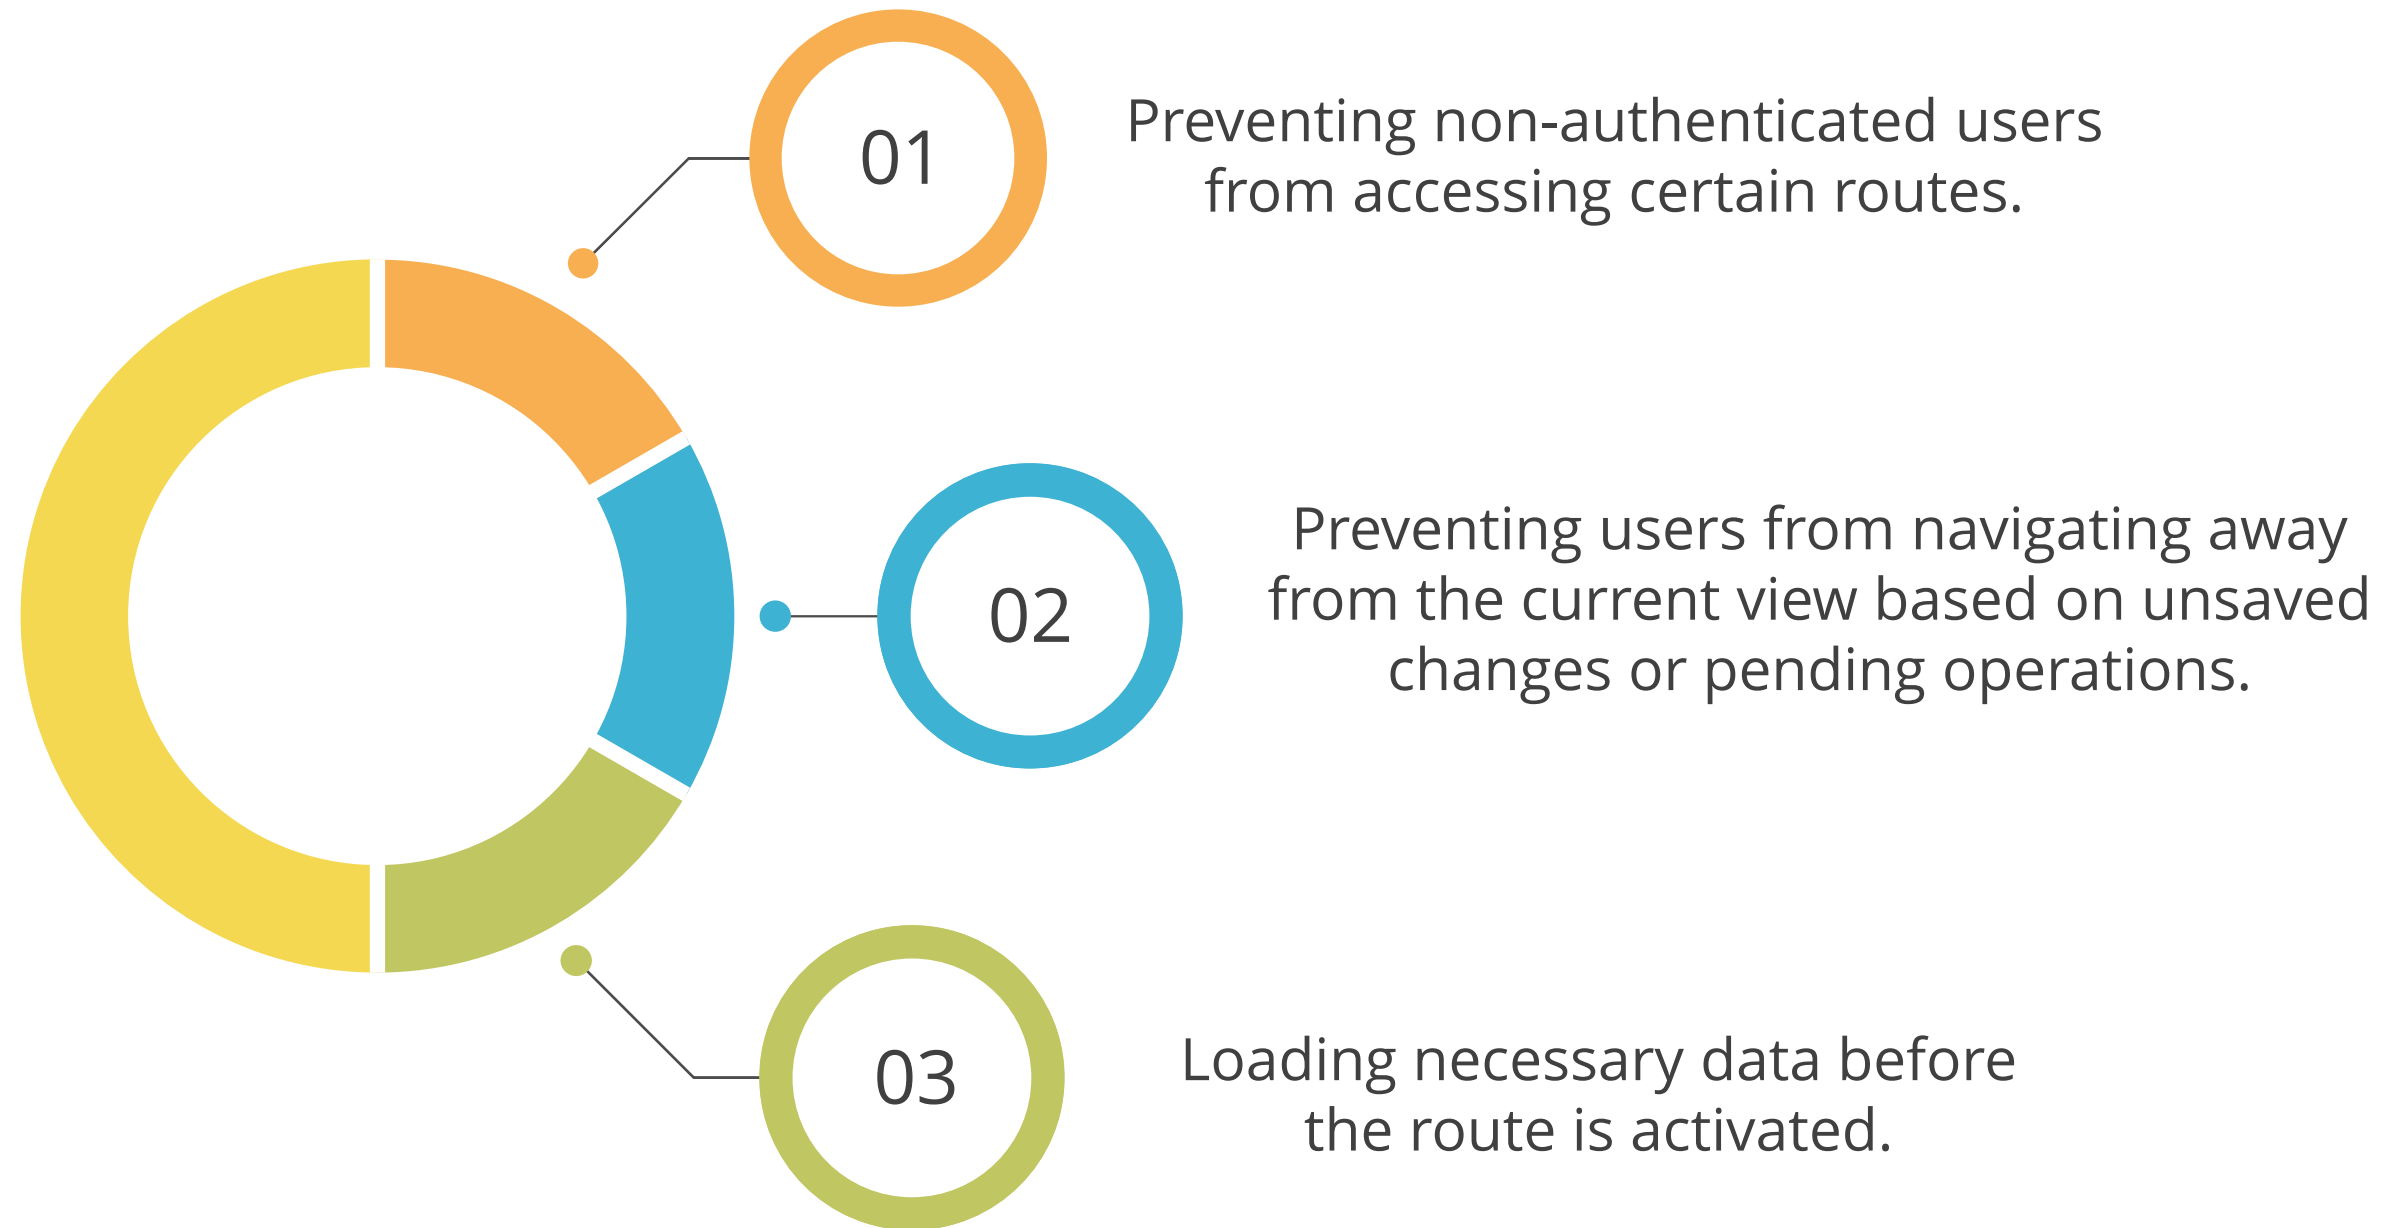 01
Preventing non-authenticated users
from accessing certain routes.
02
Preventing users from navigating away
from the current view based on unsaved
changes or pending operations.
03
Loading necessary data before
the route is activated.